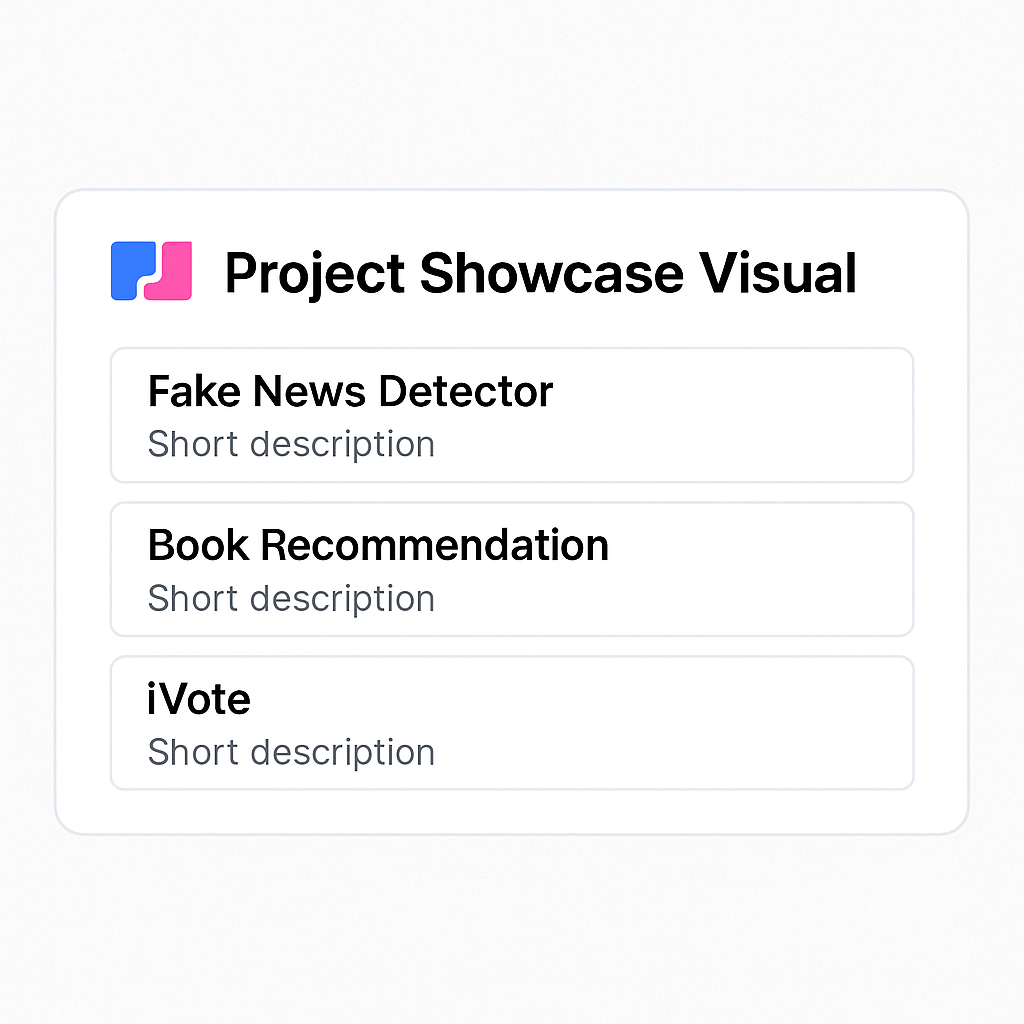 Project Showcase Visual
Fake News Detector
Short description
Book Recommendation
Short description
iVote
Short description